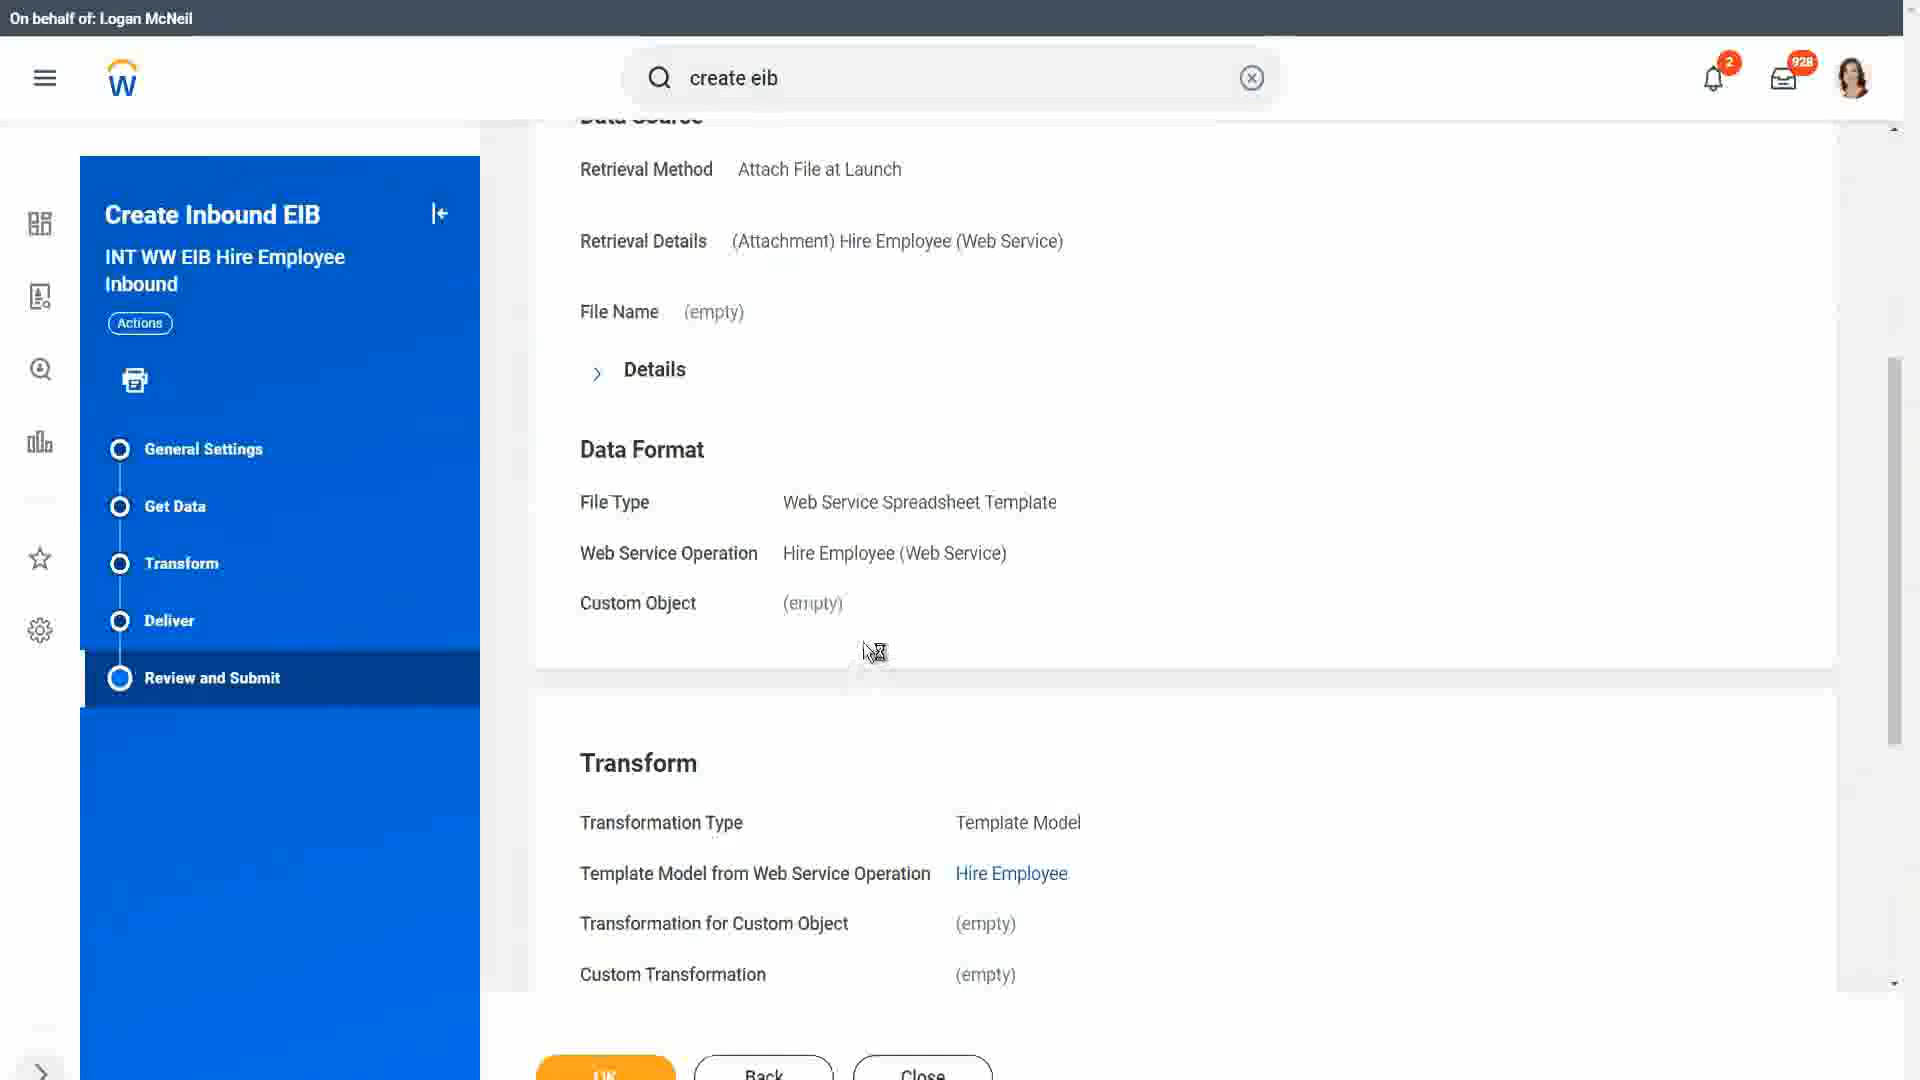 On behalf of: Logan McNeil
W
create eib
2
928
Create Inbound EIB
INT WW EIB Hire Employee
Inbound
Actions
General Settings
Get Data
Transform
Deliver
Review and Submit
Data Source
Retrieval Method Attach File at Launch
Retrieval Details (Attachment) Hire Employee (Web Service)
File Name (empty)
Details
Data Format
File Type Web Service Spreadsheet Template
Web Service Operation Hire Employee (Web Service)
Custom Object (empty)
Transform
Transformation Type Template Model
Template Model from Web Service Operation Hire Employee
Transformation for Custom Object (empty)
Custom Transformation (empty)
OK Back Close